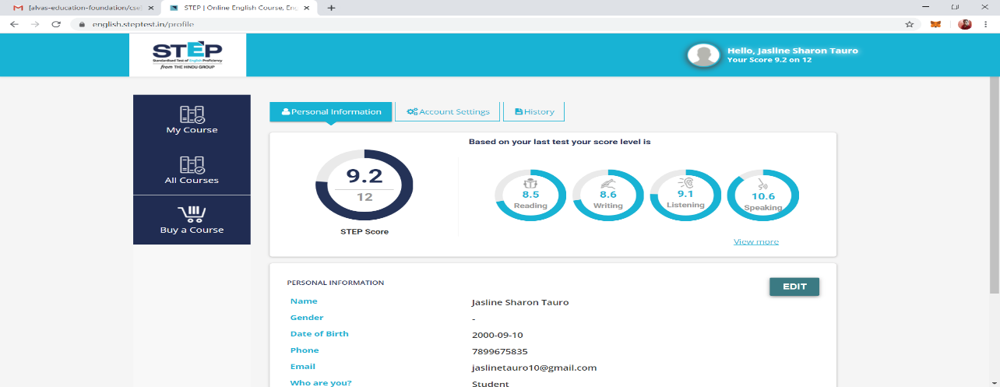 [alvas-education-foundation/cse
STEP | Online English Course, Eng
english.steptest.in/profile
STEP
Standardised Test of English Proficiency
from THE HINDU GROUP
Hello, Jasline Sharon Tauro
Your Score 9.2 on 12
My Course
All Courses
Buy a Course
Personal Information
Account Settings
History
Based on your last test your score level is
9.2
12
STEP Score
8.5
Reading
8.6
Writing
9.1
Listening
10.6
Speaking
View more
PERSONAL INFORMATION
EDIT
Name Jasline Sharon Tauro
Gender -
Date of Birth 2000-09-10
Phone 7899675835
Email jaslinetauro10@gmail.com
Who are you? Student